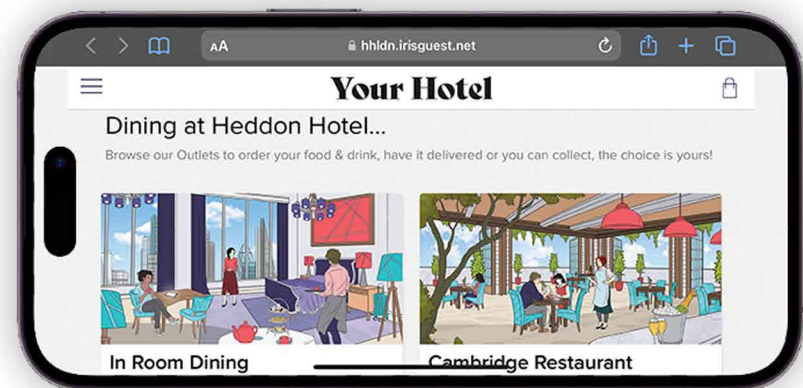 AA
hhldn.irisguest.net
Your Hotel
Dining at Heddon Hotel...
Browse our Outlets to order your food & drink, have it delivered or you can collect, the choice is yours!
In Room Dining
Cambridge Restaurant